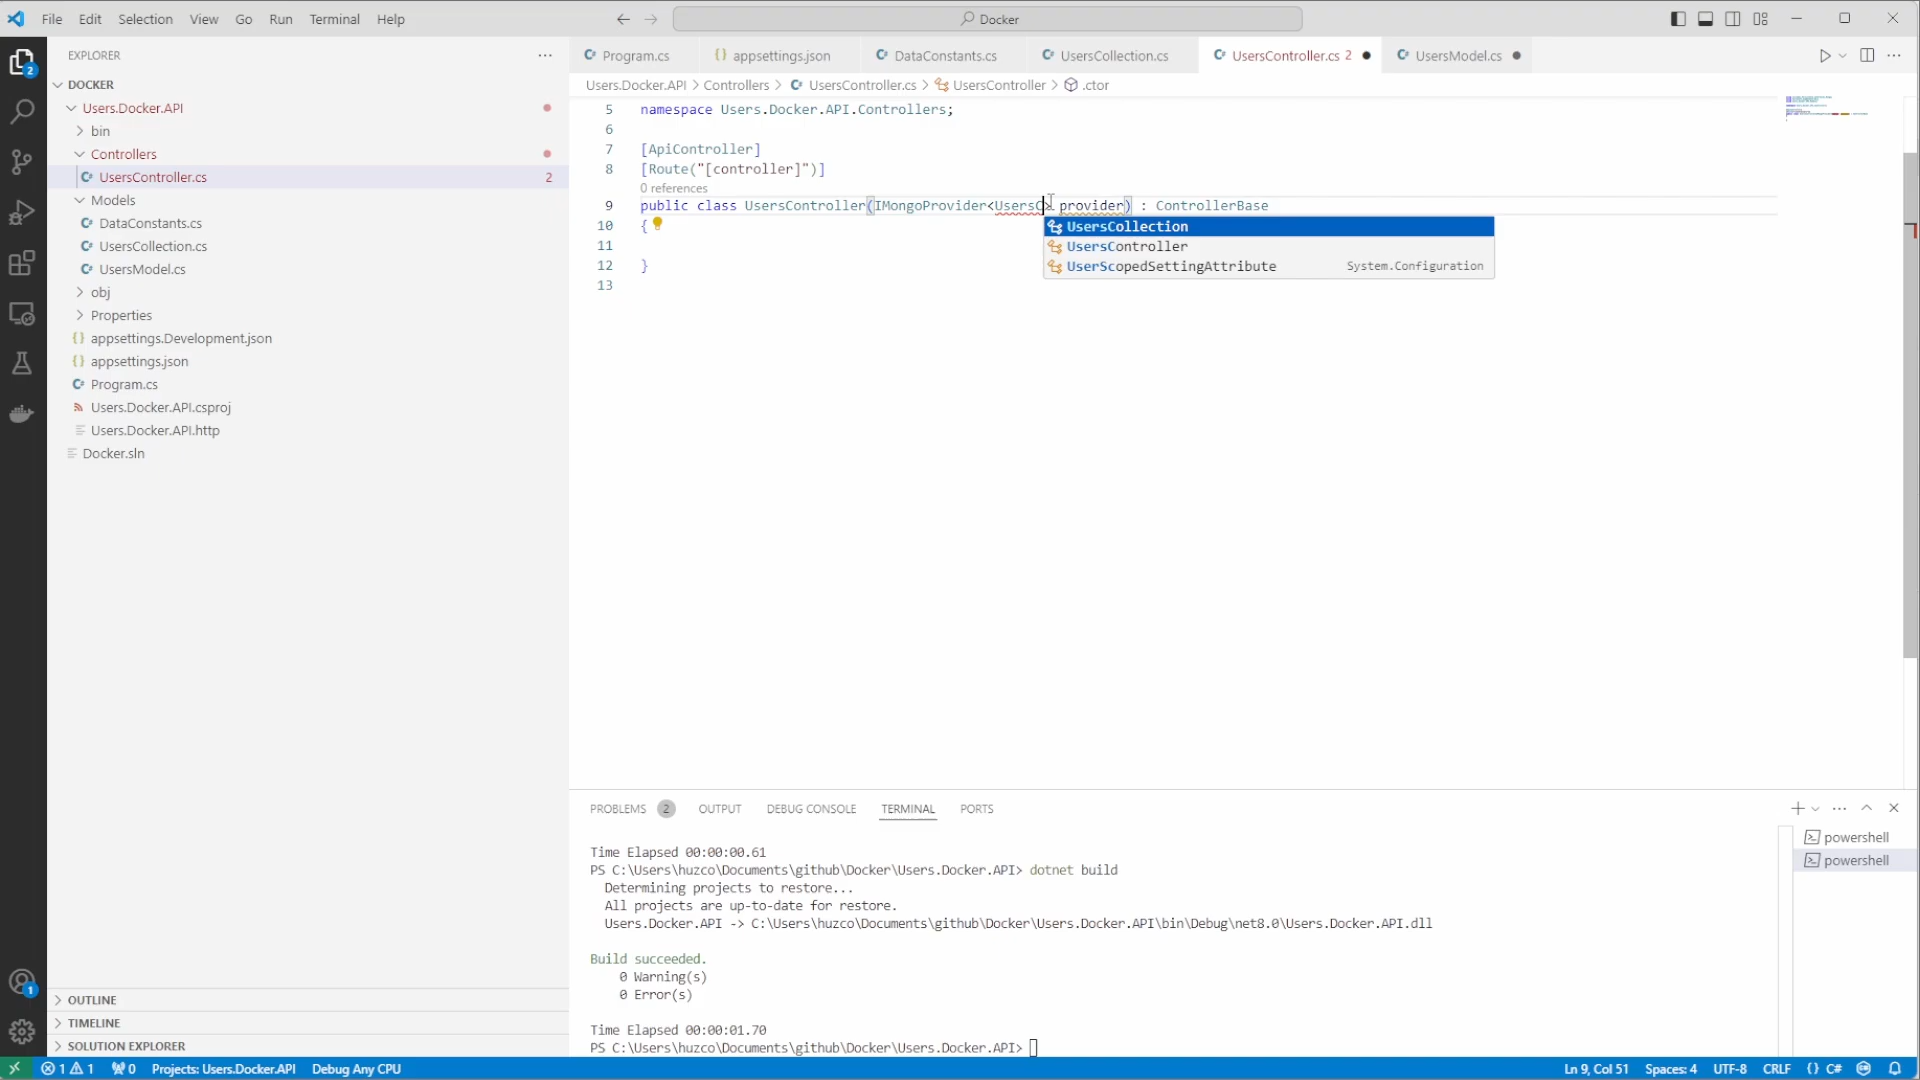 File Edit Selection View Go Run Terminal Help
Docker
EXPLORER
DOCKER
Users.Docker.API
bin
Controllers
UsersController.cs 2
Models
DataConstants.cs
UsersCollection.cs
UsersModel.cs
obj
Properties
appsettings.Development.json
appsettings.json
Program.cs
Users.Docker.API.csproj
Users.Docker.API.http
Docker.sln
OUTLINE
TIMELINE
SOLUTION EXPLORER
2
1
Program.cs appsettings.json DataConstants.cs UsersCollection.cs UsersController.cs 2 UsersModel.cs
Users.Docker.API > Controllers > UsersController.cs > UsersController > .ctor
5 namespace Users.Docker.API.Controllers;
6
7 [ApiController]
8 [Route("[controller]")]
0 references
9 public class UsersController(IMongoProvider<UsersC> provider) : ControllerBase
10 {
11
12 }
13
UsersCollection
UsersController
UserScopedSettingAttribute System.Configuration
PROBLEMS 2 OUTPUT DEBUG CONSOLE TERMINAL PORTS
Time Elapsed 00:00:00.61
PS C:\Users\huzco\Documents\github\Docker\Users.Docker.API> dotnet build
Determining projects to restore...
All projects are up-to-date for restore.
Users.Docker.API -> C:\Users\huzco\Documents\github\Docker\Users.Docker.API\bin\Debug\net8.0\Users.Docker.API.dll
Build succeeded.
0 Warning(s)
0 Error(s)
Time Elapsed 00:00:01.70
PS C:\Users\huzco\Documents\github\Docker\Users.Docker.API>
powershell
powershell
1 1 0 Projects: Users.Docker.API Debug Any CPU Ln 9, Col 51 Spaces: 4 UTF-8 CRLF {} C#